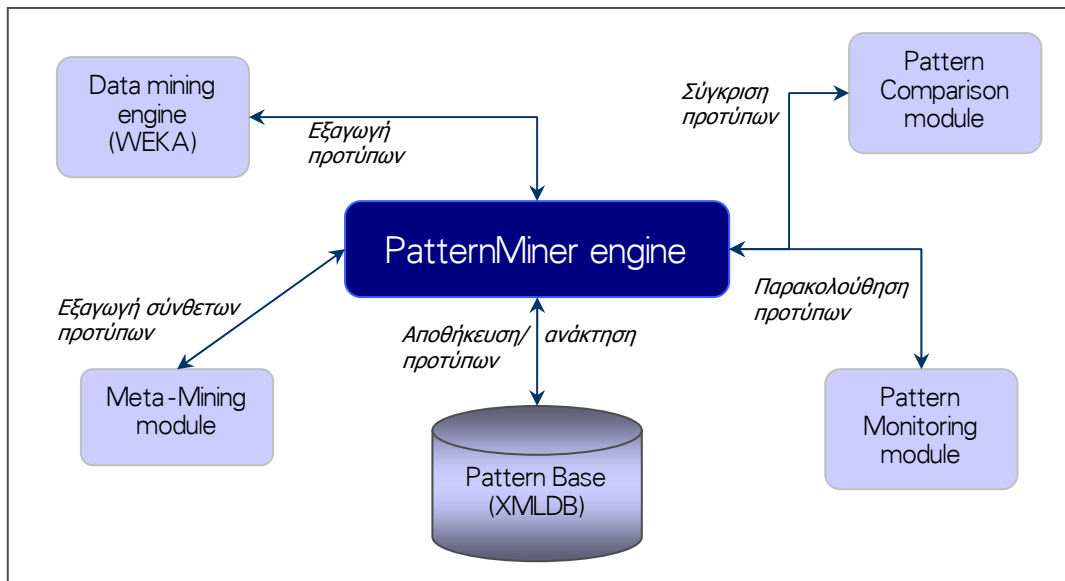 Data mining
engine
(WEKA)
Εξαγωγή
προτύπων
Σύγκριση
προτύπων
Pattern
Comparison
module
PatternMiner engine
Εξαγωγή σύνθετων
προτύπων
Αποθήκευση/ ανάκτηση
προτύπων
Παρακολούθηση
προτύπων
Meta-Mining
module
Pattern Base
(XMLDB)
Pattern
Monitoring
module